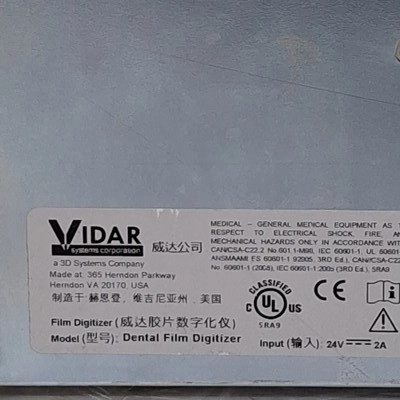 VIDAR
systems corporation
威达公司
a 3D Systems Company
Made at: 365 Herndon Parkway
Herndon VA 20170, USA
制造于: 赫恩登、维吉尼亚州、美国
Film Digitizer (威达胶片数字化仪)
Model (型号): Dental Film Digitizer
MEDICAL – GENERAL MEDICAL EQUIPMENT AS T
RESPECT TO ELECTRICAL SHOCK, FIRE, AN
MECHANICAL HAZARDS ONLY IN ACCORDANCE WITH
CAN/CSA-C22.2 No.601.1-M90, IEC 60601-1, UL 60601
ANSI/AAMI ES 60601-1 (2005, 3RD Ed.), CAN/CSA-C22
No. 60601-1 (2008), IEC 60601-1:2005 (3RD Ed.), SRA9
CLASSIFIED
C UL US
SRA9
CE
Input (输入): 24V ⎓ 2A